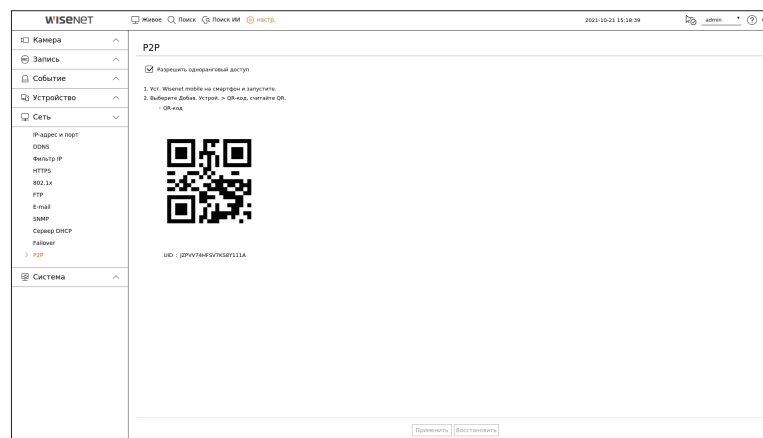 WISENET
Живое Поиск Поиск ИИ настр.
2021-10-21 15:18:39
admin
Камера
Запись
Событие
Устройство
Сеть
IP-адрес и порт
DDNS
Фильтр IP
HTTPS
802.1x
FTP
E-mail
SNMP
Сервер DHCP
Failover
P2P
Система
P2P
Разрешить одноранговый доступ
1. Уст. Wisenet mobile на смартфон и запустите.
2. Выберите Добав. Устрой. > QR-код, считайте QR.
QR-код
UID : JZPVV74HFSV7KS8Y111A
Применить Восстановить